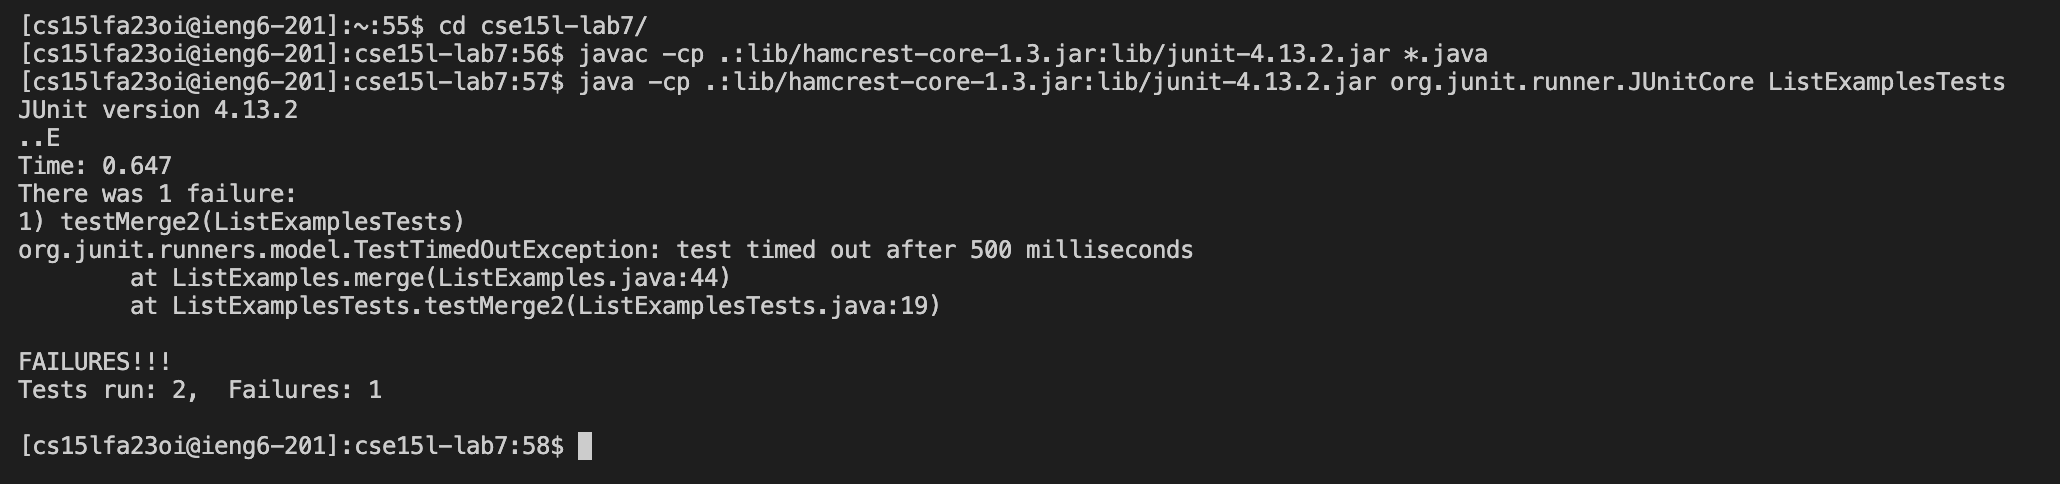 [cs15lfa23oi@ieng6-201]:~:55$ cd cse15l-lab7/
[cs15lfa23oi@ieng6-201]:cse15l-lab7:56$ javac -cp .:lib/hamcrest-core-1.3.jar:lib/junit-4.13.2.jar *.java
[cs15lfa23oi@ieng6-201]:cse15l-lab7:57$ java -cp .:lib/hamcrest-core-1.3.jar:lib/junit-4.13.2.jar org.junit.runner.JUnitCore ListExamplesTests
JUnit version 4.13.2
..E
Time: 0.647
There was 1 failure:
1) testMerge2(ListExamplesTests)
org.junit.runners.model.TestTimedOutException: test timed out after 500 milliseconds
        at ListExamples.merge(ListExamples.java:44)
        at ListExamplesTests.testMerge2(ListExamplesTests.java:19)

FAILURES!!!
Tests run: 2,  Failures: 1

[cs15lfa23oi@ieng6-201]:cse15l-lab7:58$